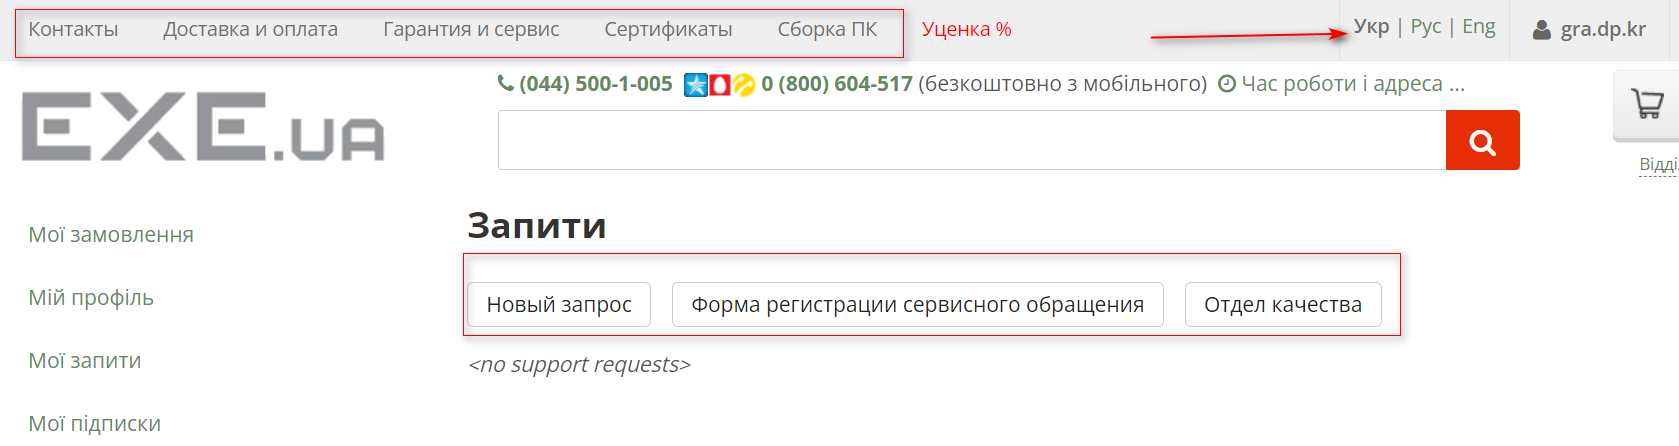 Контакты Доставка и оплата Гарантия и сервис Сертификаты Сборка ПК Уценка % Укр | Рус | Eng gra.dp.kr
(044) 500-1-005 0 (800) 604-517 (безкоштовно з мобільного) Час роботи і адреса ...
EXE.UA
Відді
Мої замовлення
Мій профіль
Мої запити
Мої підписки
Запити
Новый запрос Форма регистрации сервисного обращения Отдел качества
<no support requests>